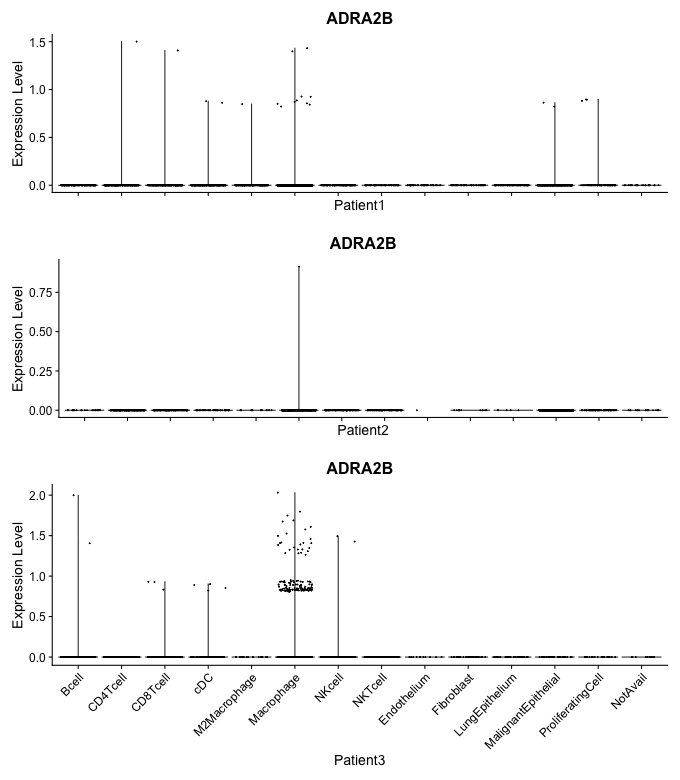 ADRA2B
Expression Level
1.5
1.0
0.5
0.0
Patient1
ADRA2B
Expression Level
0.75
0.50
0.25
0.00
Patient2
ADRA2B
Expression Level
2.0
1.5
1.0
0.5
0.0
Bcell
CD4Tcell
CD8Tcell
cDC
M2Macrophage
Macrophage
NKcell
NKTcell
Endothelium
Fibroblast
LungEpithelium
MalignantEpithelial
ProliferatingCell
NotAvail
Patient3